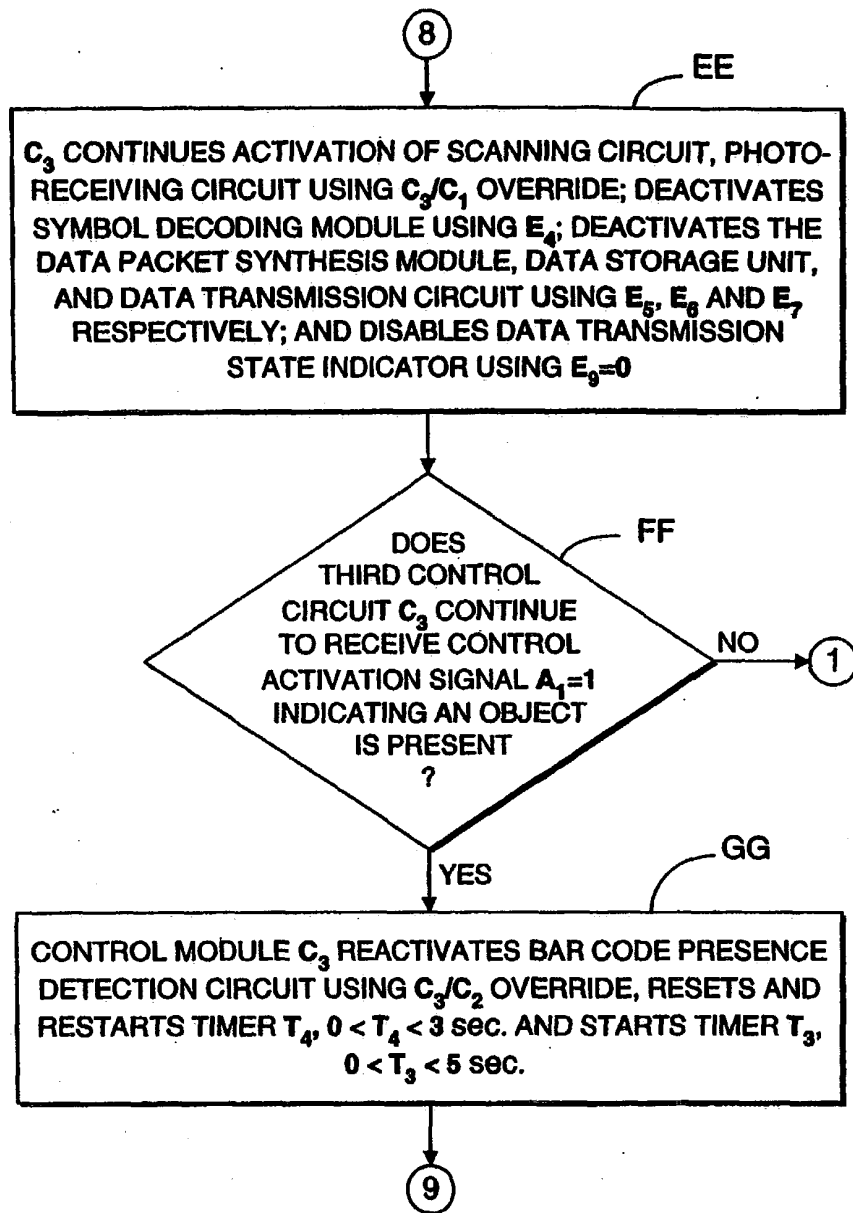 8
EE
C₃ CONTINUES ACTIVATION OF SCANNING CIRCUIT, PHOTO-
RECEIVING CIRCUIT USING C₃/C₁ OVERRIDE; DEACTIVATES
SYMBOL DECODING MODULE USING E₄; DEACTIVATES THE
DATA PACKET SYNTHESIS MODULE, DATA STORAGE UNIT,
AND DATA TRANSMISSION CIRCUIT USING E₅, E₆ AND E₇
RESPECTIVELY; AND DISABLES DATA TRANSMISSION
STATE INDICATOR USING E₉=0
FF
DOES
THIRD CONTROL
CIRCUIT C₃ CONTINUE
TO RECEIVE CONTROL
ACTIVATION SIGNAL A₁=1
INDICATING AN OBJECT
IS PRESENT
?
NO
1
YES
GG
CONTROL MODULE C₃ REACTIVATES BAR CODE PRESENCE
DETECTION CIRCUIT USING C₃/C₂ OVERRIDE, RESETS AND
RESTARTS TIMER T₄, 0 < T₄ < 3 sec. AND STARTS TIMER T₃,
0 < T₃ < 5 sec.
9